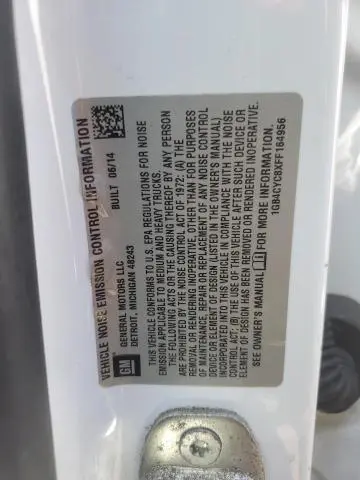 VEHICLE NOISE EMISSION CONTROL INFORMATION
GM
GENERAL MOTORS LLC
DETROIT, MICHIGAN 48243
BUILT 06/14
THIS VEHICLE CONFORMS TO U.S. EPA REGULATIONS FOR NOISE
EMISSION APPLICABLE TO MEDIUM AND HEAVY TRUCKS.
THE FOLLOWING ACTS OR THE CAUSING THEREOF BY ANY PERSON
ARE PROHIBITED BY THE NOISE CONTROL ACT OF 1972: (A) THE
REMOVAL OR RENDERING INOPERATIVE, OTHER THAN FOR PURPOSES
OF MAINTENANCE, REPAIR OR REPLACEMENT, OF ANY NOISE CONTROL
DEVICE OR ELEMENT OF DESIGN (LISTED IN THE OWNER'S MANUAL)
INCORPORATED INTO THIS VEHICLE IN COMPLIANCE WITH THE NOISE
CONTROL ACT; (B) THE USE OF THIS VEHICLE AFTER SUCH DEVICE OR
ELEMENT OF DESIGN HAS BEEN REMOVED OR RENDERED INOPERATIVE.
SEE OWNER'S MANUAL
1GB4CYC8XFF164956